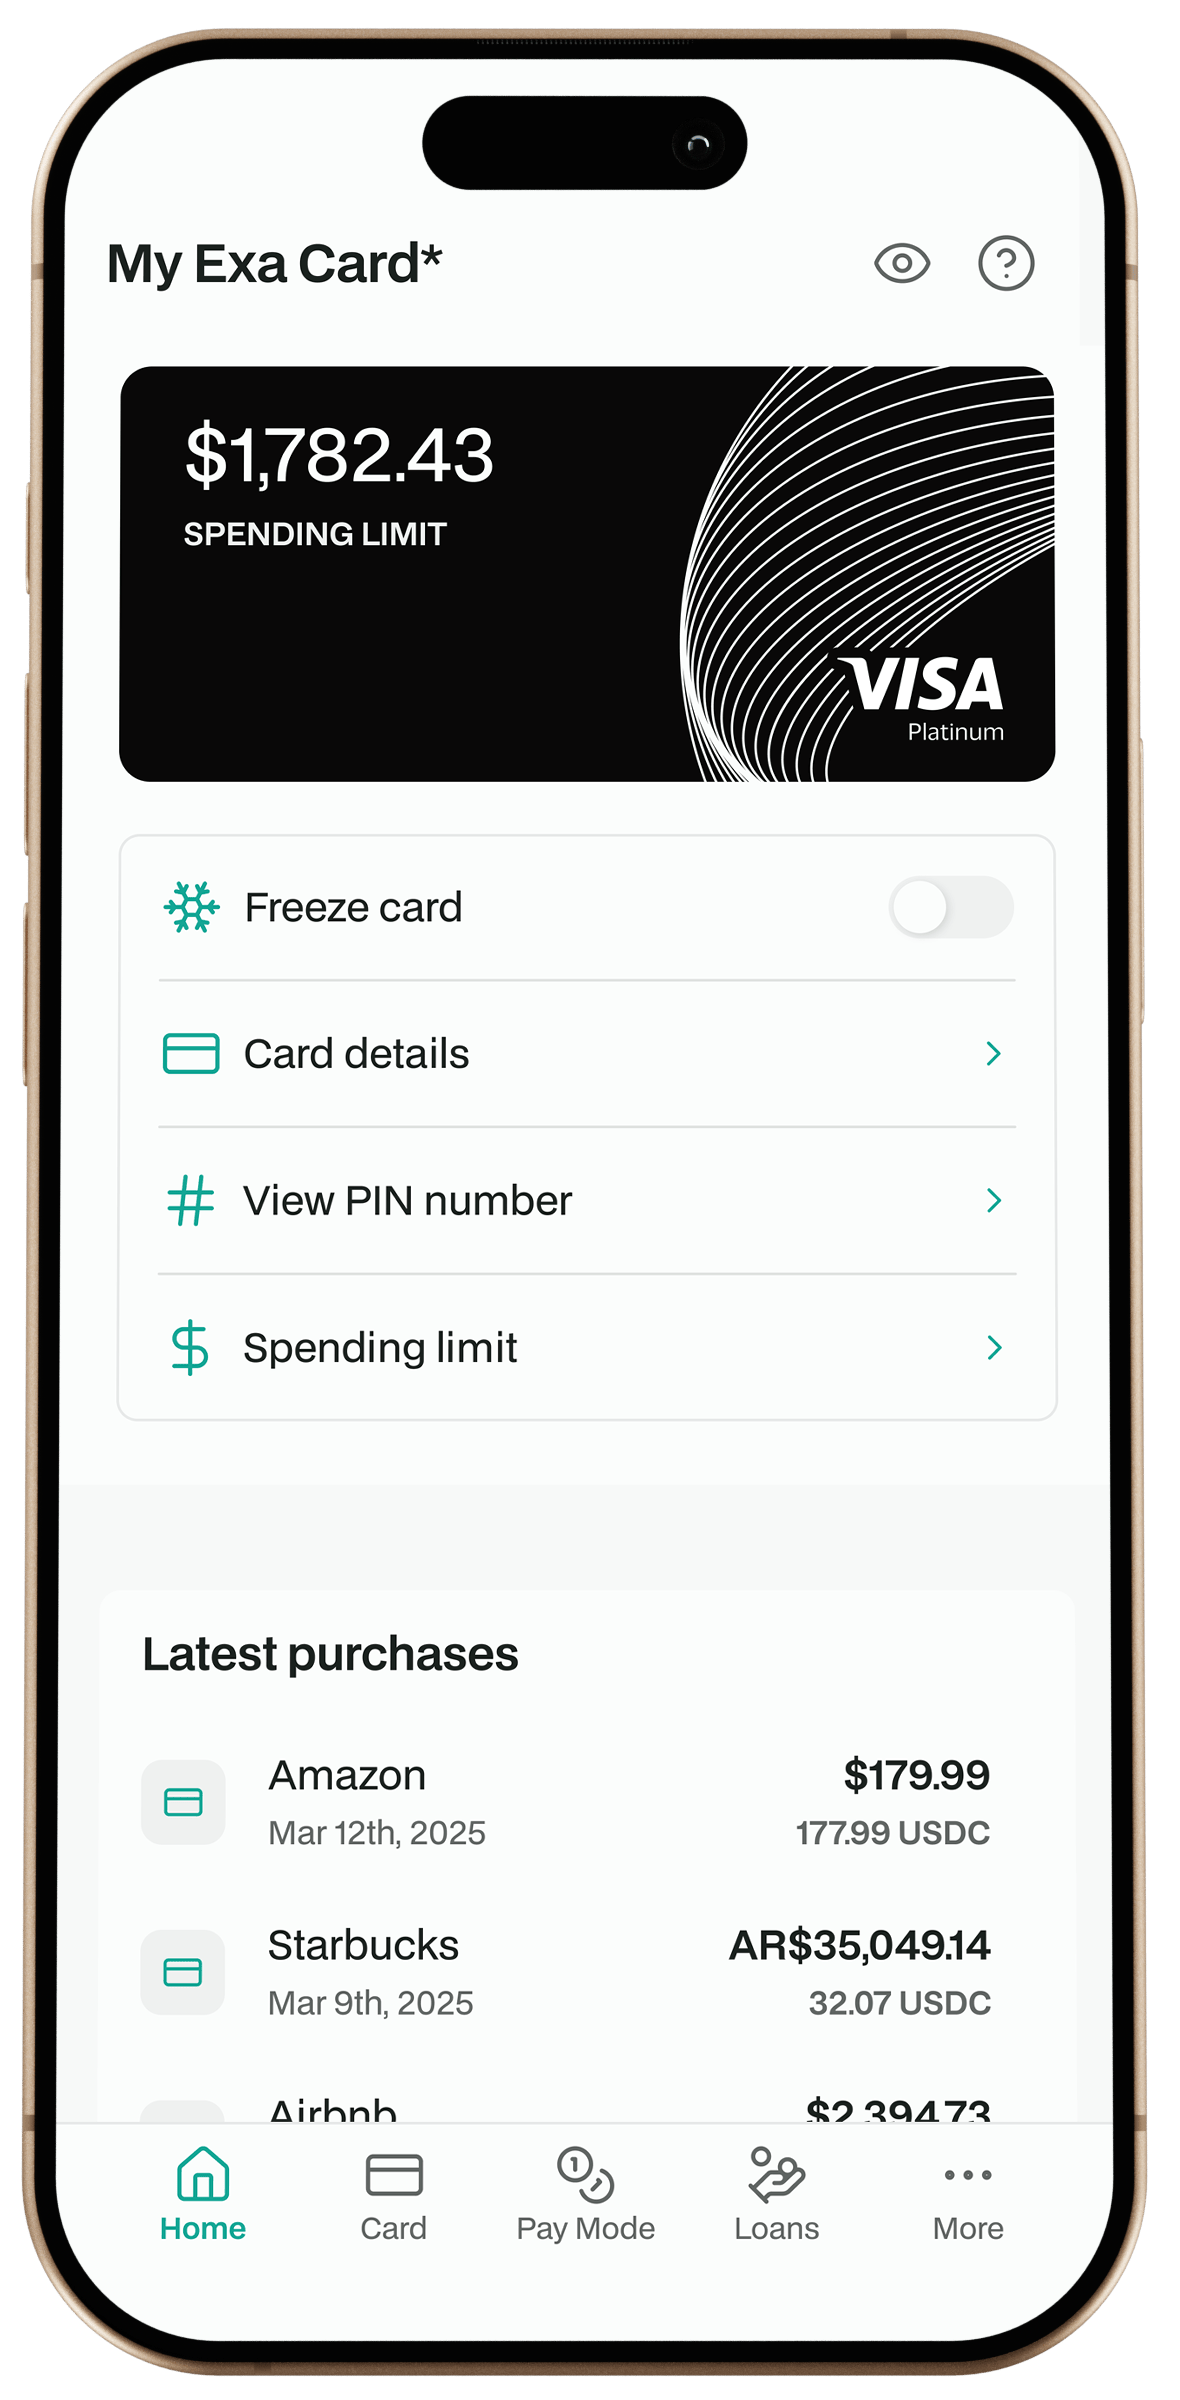 My Exa Card*
$1,782.43
SPENDING LIMIT
VISA
Platinum
Freeze card
Card details
View PIN number
Spending limit
Latest purchases
Amazon
$179.99
Mar 12th, 2025
177.99 USDC
Starbucks
AR$35,049.14
Mar 9th, 2025
32.07 USDC
Airbnb
$2,394.73
Home
Card
Pay Mode
Loans
More